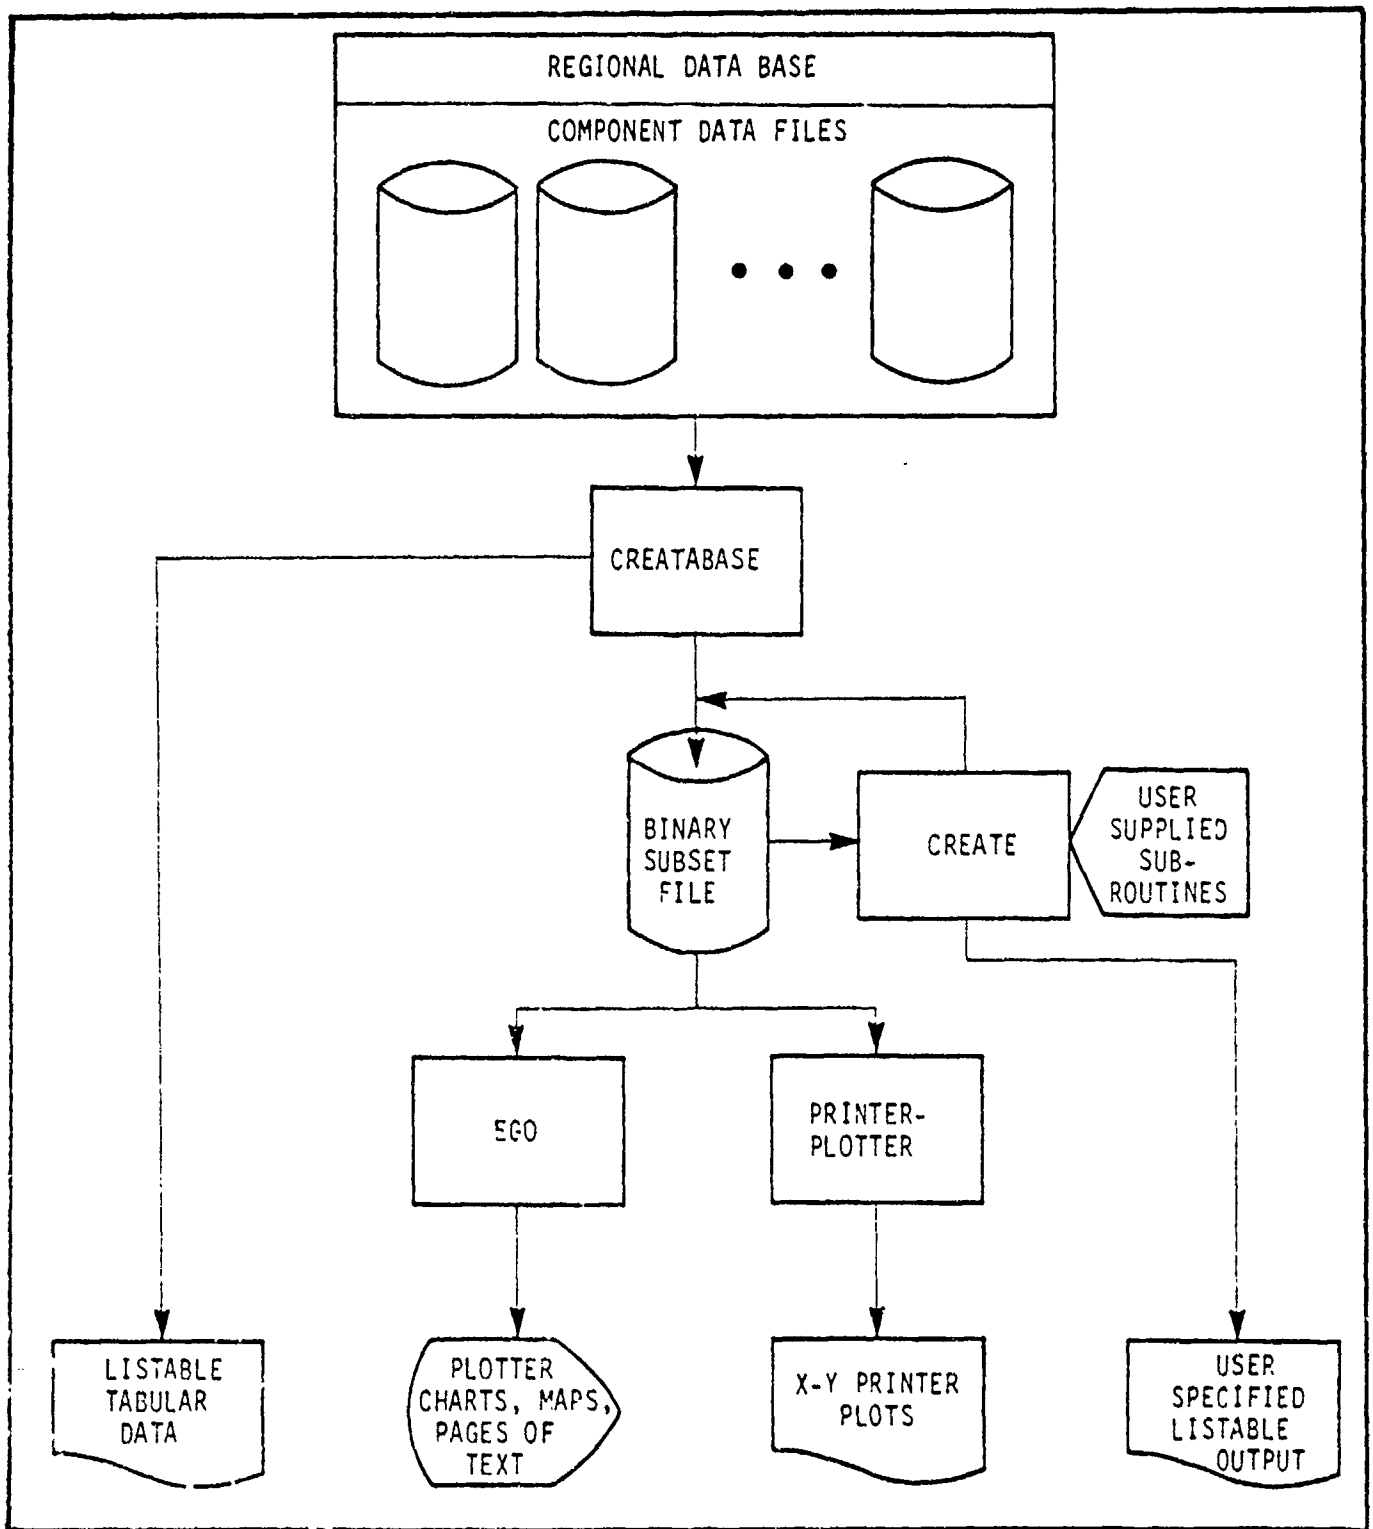 REGIONAL DATA BASE
COMPONENT DATA FILES
CREATABASE
BINARY
SUBSET
FILE
CREATE
USER
SUPPLIED
SUB-
ROUTINES
EGO
PRINTER-
PLOTTER
LISTABLE
TABULAR
DATA
PLOTTER
CHARTS, MAPS,
PAGES OF
TEXT
X-Y PRINTER
PLOTS
USER
SPECIFIED
LISTABLE
OUTPUT